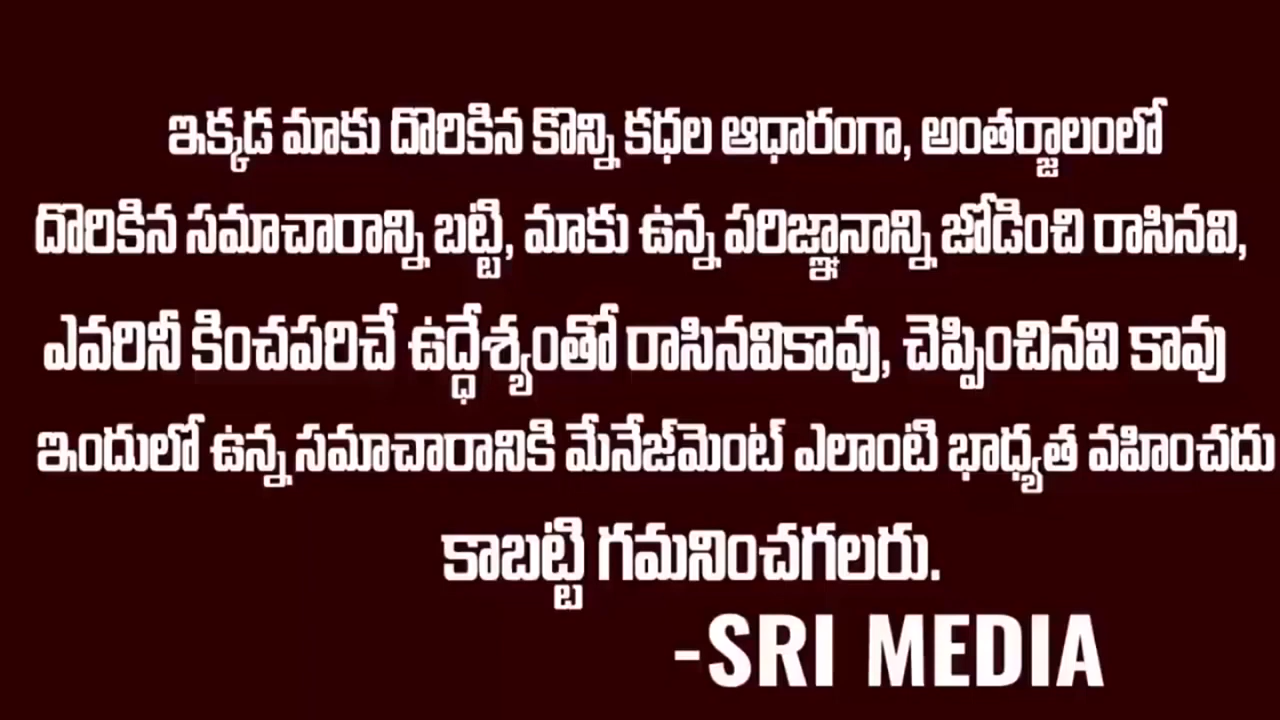 ఇక్కడ మాకు దొరికిన కొన్ని కధల ఆధారంగా, అంతర్జాలంలో
దొరికిన సమాచారాన్ని బట్టి, మాకు ఉన్న పరిజ్ఞానాన్ని జోడించి రాసినవి,
ఎవరినీ కించపరిచే ఉద్ధేశ్యంతో రాసినవికావు, చెప్పించినవి కావు
ఇందులో ఉన్న సమాచారానికి మేనేజ్‌మెంట్ ఎలాంటి భాధ్యత వహించదు
కాబట్టి గమనించగలరు.
-SRI MEDIA